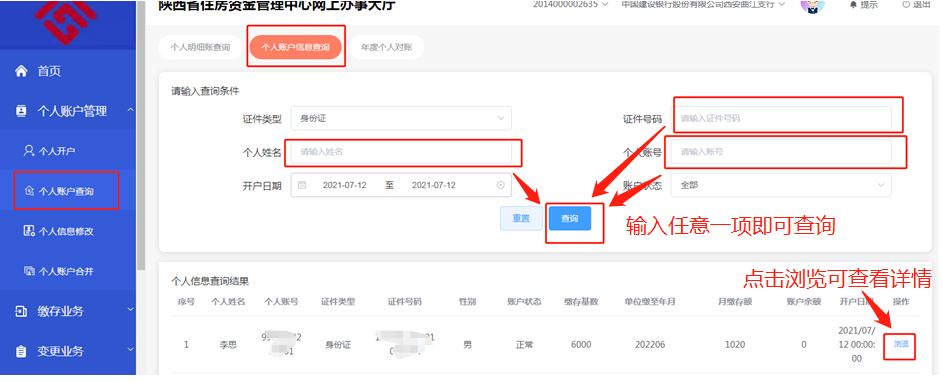 陕西省住房资金管理中心网上办事大厅
2014000002635
中国建设银行股份有限公司西安曲江支行
提示
退出
首页
个人账户管理
个人开户
个人账户查询
个人信息修改
个人账户合并
缴存业务
变更业务
个人明细账查询
个人账户信息查询
年度个人对账
请输入查询条件
证件类型 身份证
证件号码 请输入证件号码
个人姓名 请输入姓名
个人账号 请输入账号
开户日期 2021-07-12 至 2021-07-12
账户状态 全部
重置 查询
输入任意一项即可查询
点击浏览可查看详情
个人信息查询结果
序号 个人姓名 个人账号 证件类型 证件号码 性别 账户状态 缴存基数 单位缴至年月 月缴存额 账户余额 开户日期 操作
1 李思 身份证 男 正常 6000 202206 1020 0 2021/07/
12 00:00:
00
浏览